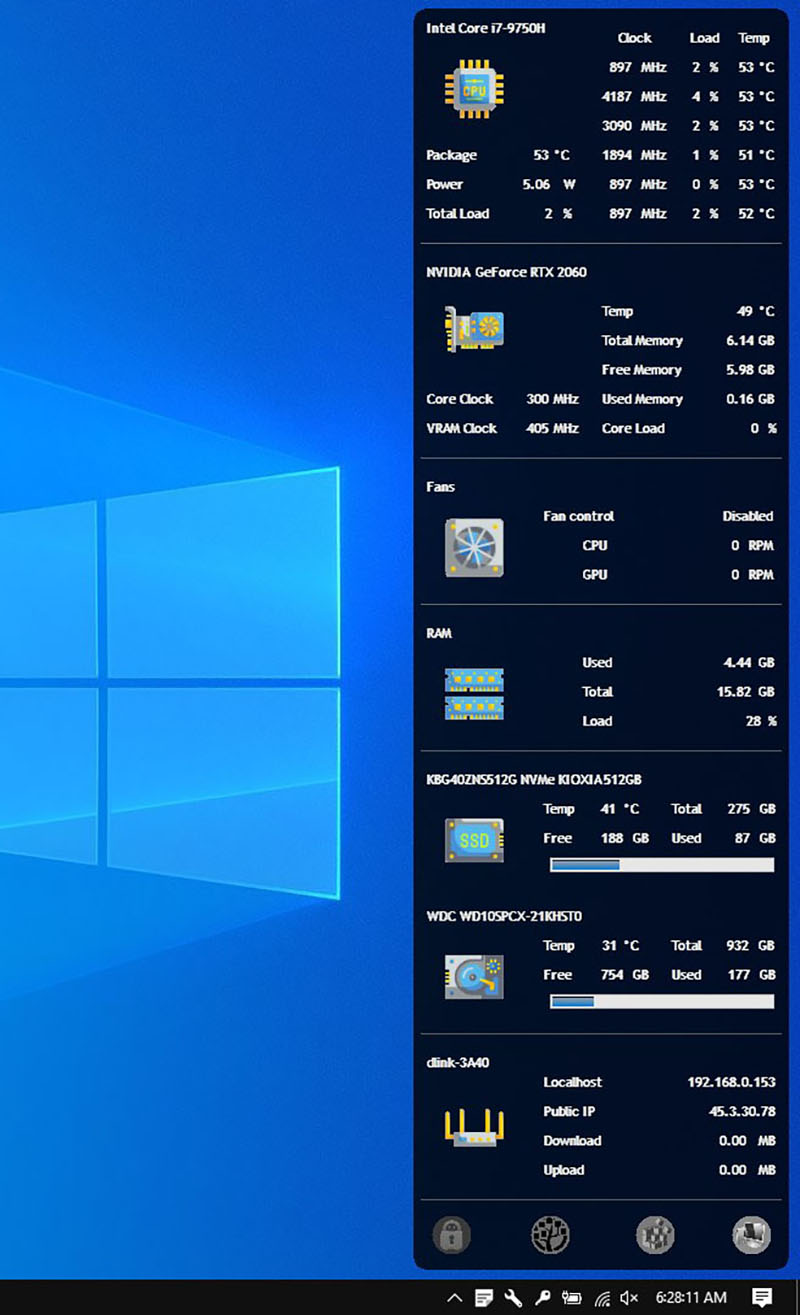 Intel Core i7-9750H
Clock Load Temp
897 MHz 2 % 53 °C
CPU
4187 MHz 4 % 53 °C
3090 MHz 2 % 53 °C
Package 53 °C 1894 MHz 1 % 51 °C
Power 5.06 W 897 MHz 0 % 53 °C
Total Load 2 % 897 MHz 2 % 52 °C
NVIDIA GeForce RTX 2060
Temp 49 °C
Total Memory 6.14 GB
Free Memory 5.98 GB
Core Clock 300 MHz Used Memory 0.16 GB
VRAM Clock 405 MHz Core Load 0 %
Fans
Fan control Disabled
CPU 0 RPM
GPU 0 RPM
RAM
Used 4.44 GB
Total 15.82 GB
Load 28 %
KBG40ZNS512G NVMe KIOXIA 512GB
Temp 41 °C Total 275 GB
SSD Free 188 GB Used 87 GB
WDC WD10SPCX-21KHST0
Temp 31 °C Total 932 GB
Free 754 GB Used 177 GB
dlink-3A40
Localhost 192.168.0.153
Public IP 45.3.30.78
Download 0.00 MB
Upload 0.00 MB
6:28:11 AM